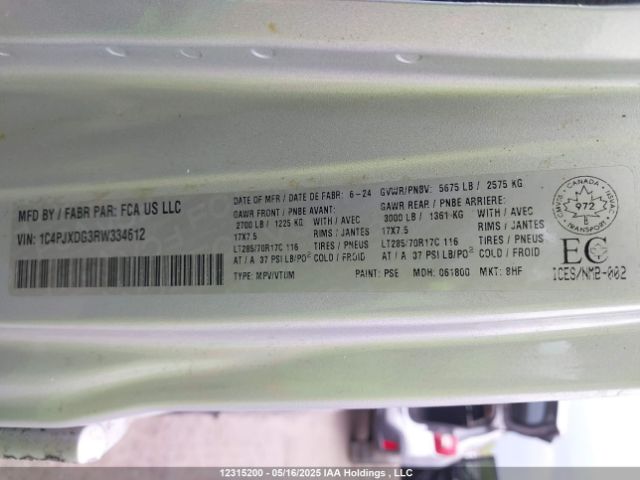 MFD BY / FABR PAR: FCA US LLC
VIN: 1C4PJXDG3RW334612
DATE OF MFR / DATE DE FABR: 6-24 GVWR/PNBV: 5675 LB / 2575 KG
GAWR FRONT / PNBE AVANT: GAWR REAR / PNBE ARRIERE:
2700 LB / 1225 KG WITH / AVEC 3000 LB / 1361 KG WITH / AVEC
17X7.5 RIMS / JANTES 17X7.5 RIMS / JANTES
LT285/70R17C 116 TIRES / PNEUS LT285/70R17C 116 TIRES / PNEUS
AT / A 37 PSI LB/PO² COLD / FROID AT / A 37 PSI LB/PO² COLD / FROID
TYPE: MPV/VTUM PAINT: PSE MDH: 061800 MKT: 8HF
CANADA
972
TRANSPORT
EC
ICES/NMB-002
12315200 - 05/16/2025 IAA Holdings , LLC